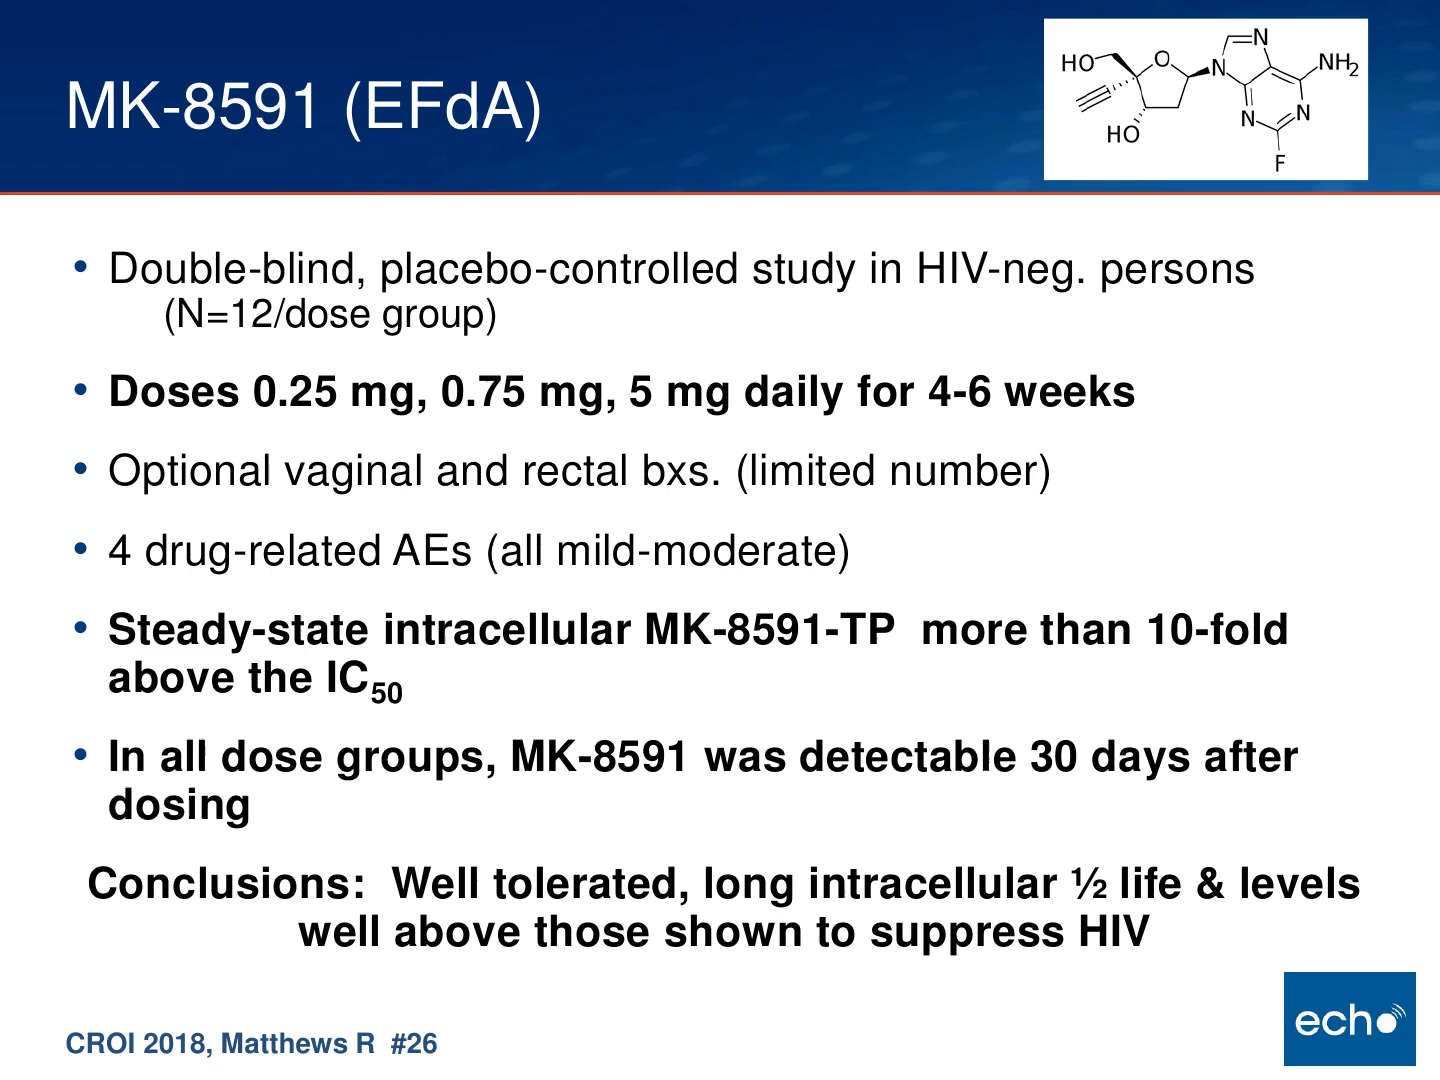 MK-8591 (EFdA)
HO
O
N
N
NH2
HO
N
N
F
• Double-blind, placebo-controlled study in HIV-neg. persons
(N=12/dose group)
• Doses 0.25 mg, 0.75 mg, 5 mg daily for 4-6 weeks
• Optional vaginal and rectal bxs. (limited number)
• 4 drug-related AEs (all mild-moderate)
• Steady-state intracellular MK-8591-TP more than 10-fold
above the IC50
• In all dose groups, MK-8591 was detectable 30 days after
dosing
Conclusions: Well tolerated, long intracellular ½ life & levels
well above those shown to suppress HIV
CROI 2018, Matthews R #26
echo